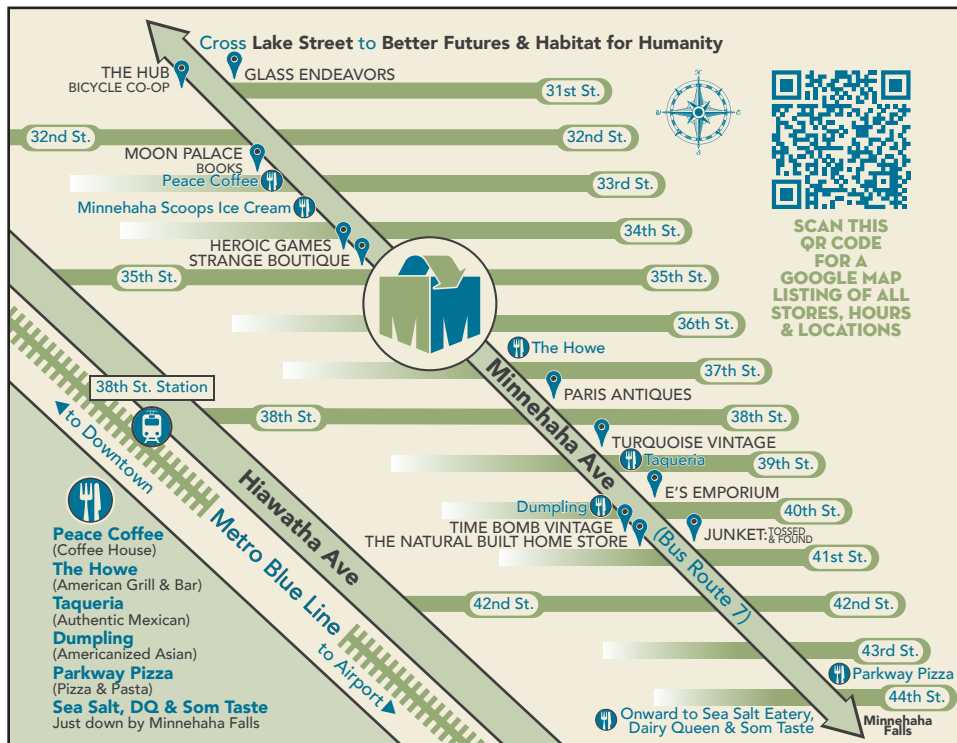 Cross Lake Street to Better Futures & Habitat for Humanity
THE HUB
BICYCLE CO-OP
GLASS ENDEAVORS
31st St.
32nd St.
32nd St.
MOON PALACE
BOOKS
Peace Coffee
33rd St.
Minnehaha Scoops Ice Cream
34th St.
HEROIC GAMES
STRANGE BOUTIQUE
35th St.
35th St.
N
E
S
W
SCAN THIS
QR CODE
FOR A
GOOGLE MAP
LISTING OF ALL
STORES, HOURS
& LOCATIONS
MM
36th St.
The Howe
37th St.
PARIS ANTIQUES
38th St. Station
38th St.
38th St.
Minnehaha Ave
(Bus Route 7)
TURQUOISE VINTAGE
Taqueria
39th St.
E'S EMPORIUM
Dumpling
40th St.
TIME BOMB VINTAGE
THE NATURAL BUILT HOME STORE
JUNKET: TOSSED
& FOUND
41st St.
42nd St.
42nd St.
43rd St.
Parkway Pizza
44th St.
Onward to Sea Salt Eatery,
Dairy Queen & Som Taste
Minnehaha
Falls
to Downtown
Hiawatha Ave
Metro Blue Line
to Airport
Peace Coffee
(Coffee House)
The Howe
(American Grill & Bar)
Taqueria
(Authentic Mexican)
Dumpling
(Americanized Asian)
Parkway Pizza
(Pizza & Pasta)
Sea Salt, DQ & Som Taste
Just down by Minnehaha Falls